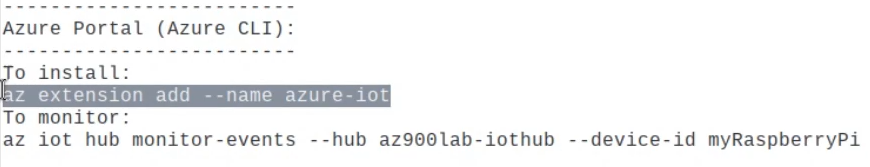 -------------------------
Azure Portal (Azure CLI):
-------------------------
To install:
az extension add --name azure-iot
To monitor:
az iot hub monitor-events --hub az900lab-iothub --device-id myRaspberryPi